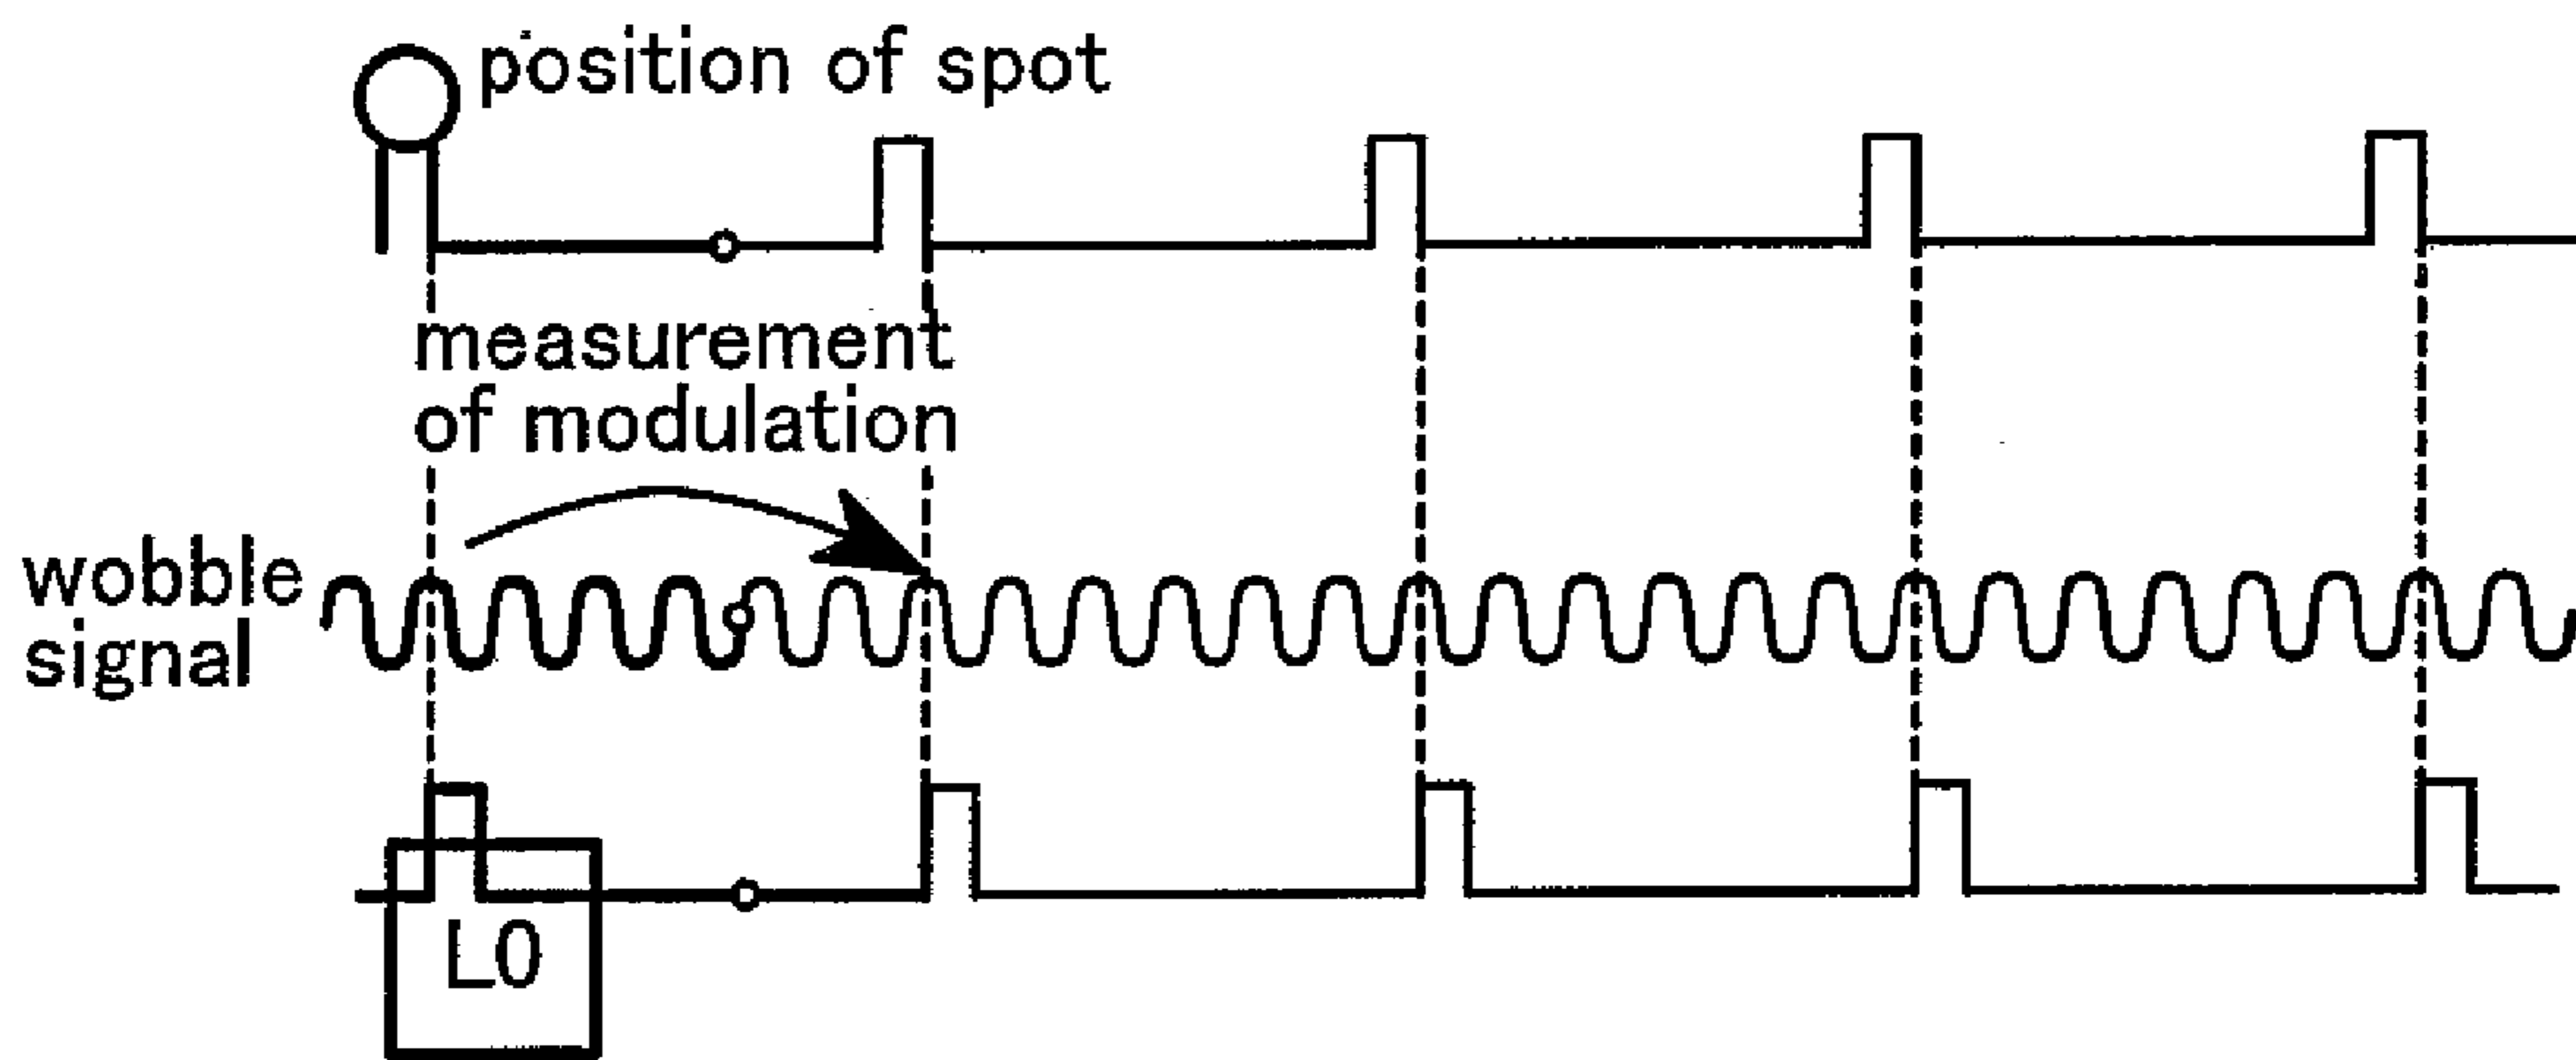 position of spot
measurement
of modulation
wobble
signal
L0